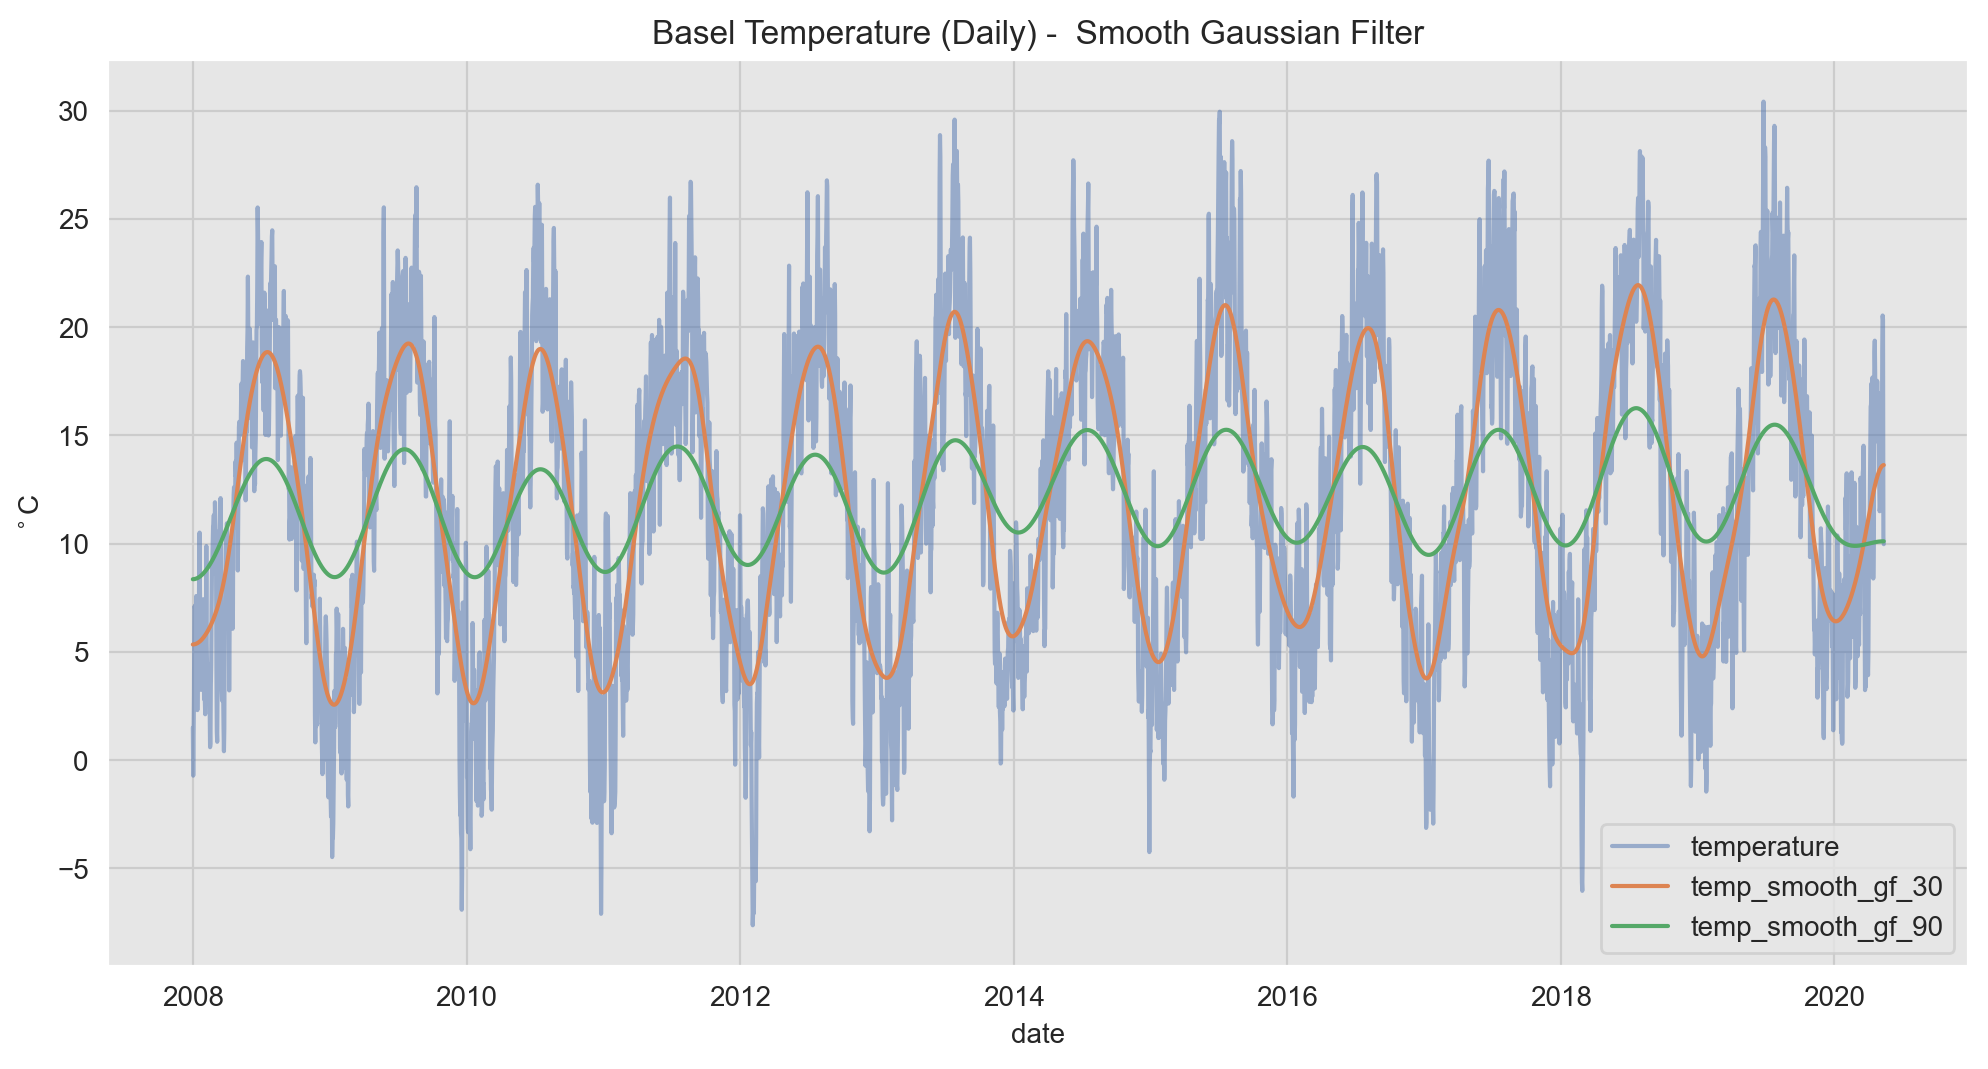 Basel Temperature (Daily) -  Smooth Gaussian Filter
30
25
20
15
10
5
0
−5
°C
2008 2010 2012 2014 2016 2018 2020
date
temperature
temp_smooth_gf_30
temp_smooth_gf_90